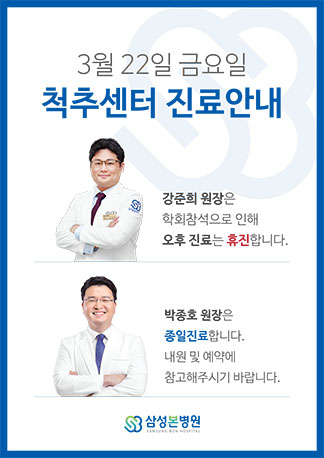 3월 22일 금요일
척추센터 진료안내
강준희 원장은
학회참석으로 인해
오후 진료는 휴진합니다.
박종호 원장은
종일진료합니다.
내원 및 예약에
참고해주시기 바랍니다.
삼성본병원
SAMSUNG BON HOSPITAL